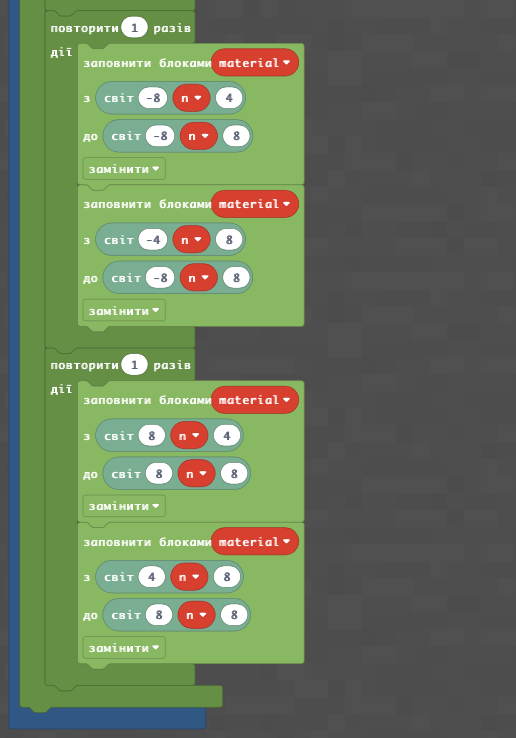 повторити 1 разів
дії
заповнити блоками material
з світ -8 n 4
до світ -8 n 8
замінити
заповнити блоками material
з світ -4 n 8
до світ -8 n 8
замінити
повторити 1 разів
дії
заповнити блоками material
з світ 8 n 4
до світ 8 n 8
замінити
заповнити блоками material
з світ 4 n 8
до світ 8 n 8
замінити